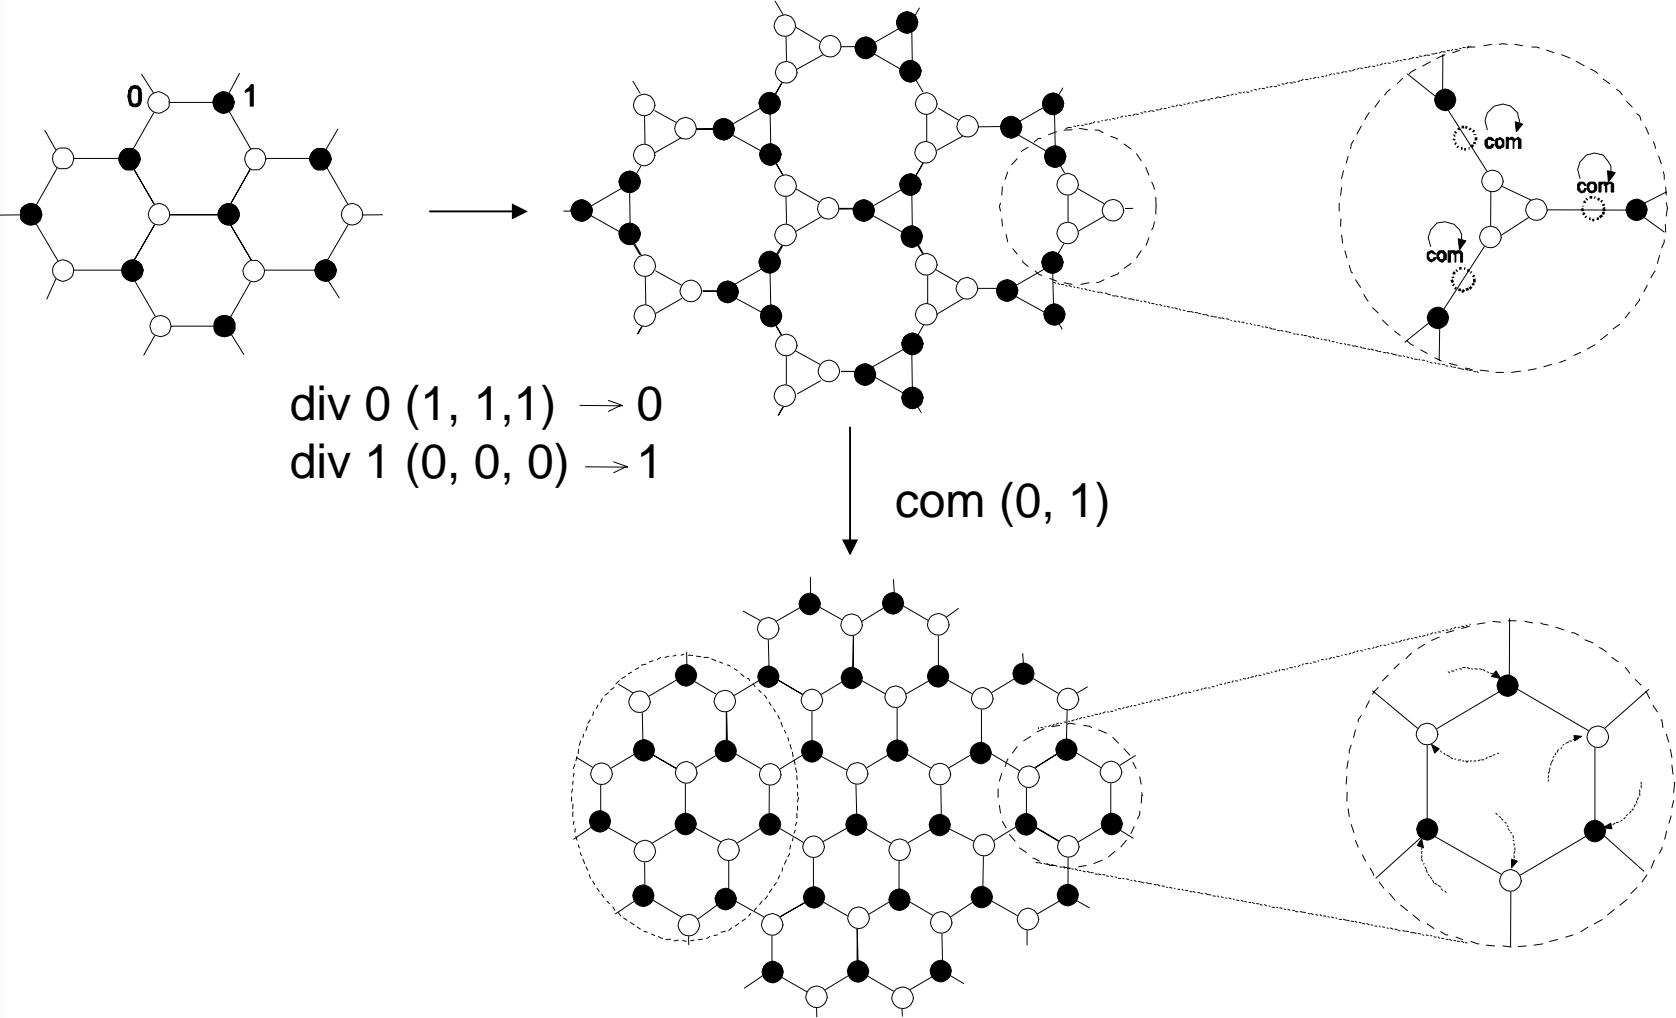 0 1
com
com
com
div 0 (1, 1,1) → 0
div 1 (0, 0, 0) → 1
com (0, 1)